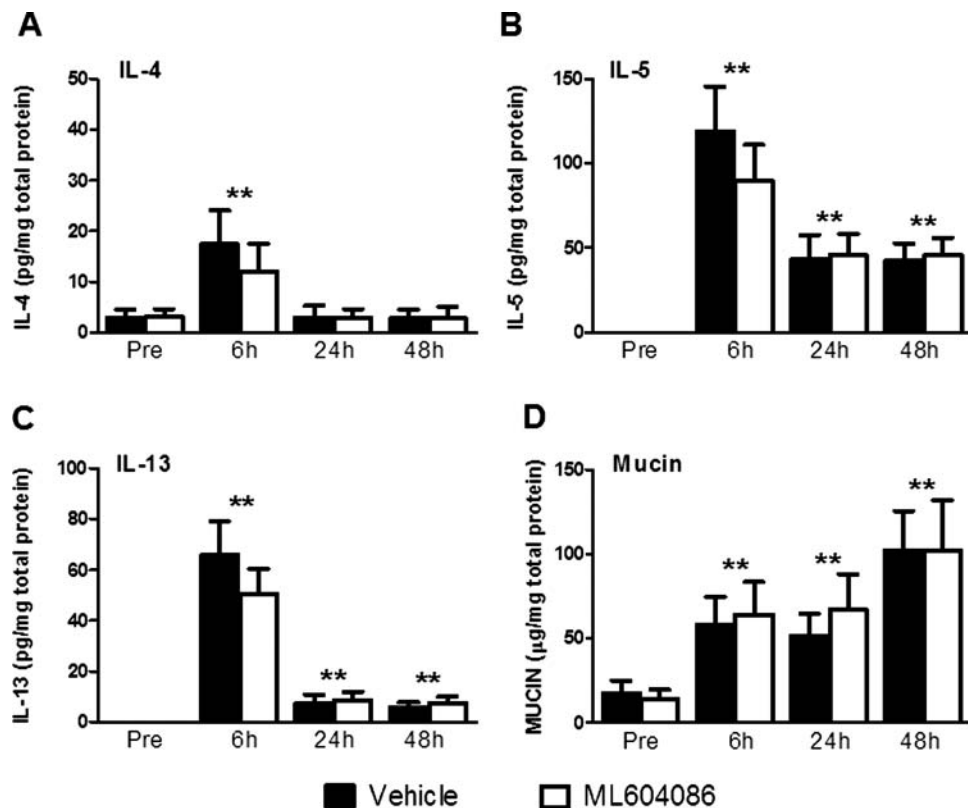 A
B
IL-4
IL-5
IL-4 (pg/mg total protein)
50
40
30
20
10
0
**
Pre
6h
24h
48h
IL-5 (pg/mg total protein)
150
100
50
0
**
**
**
Pre
6h
24h
48h
C
D
IL-13
Mucin
IL-13 (pg/mg total protein)
100
80
60
40
20
0
**
**
**
Pre
6h
24h
48h
MUCIN (µg/mg total protein)
150
100
50
0
**
**
**
Pre
6h
24h
48h
Vehicle
ML604086